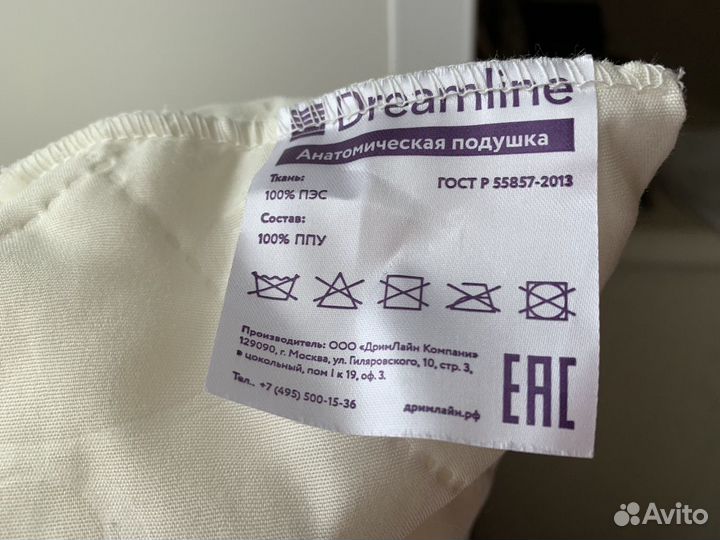 Dreamline
Анатомическая подушка
Ткань:
100% ПЭС
ГОСТ Р 55857-2013
Состав:
100% ППУ
Производитель: ООО «ДримЛайн Компани»
129090, г. Москва, ул. Гиляровского, 10, стр. 3,
в цокольный, пом I к 19, оф. 3.
Тел.. +7 (495) 500-15-36
дримлайн.рф
EAC
Avito